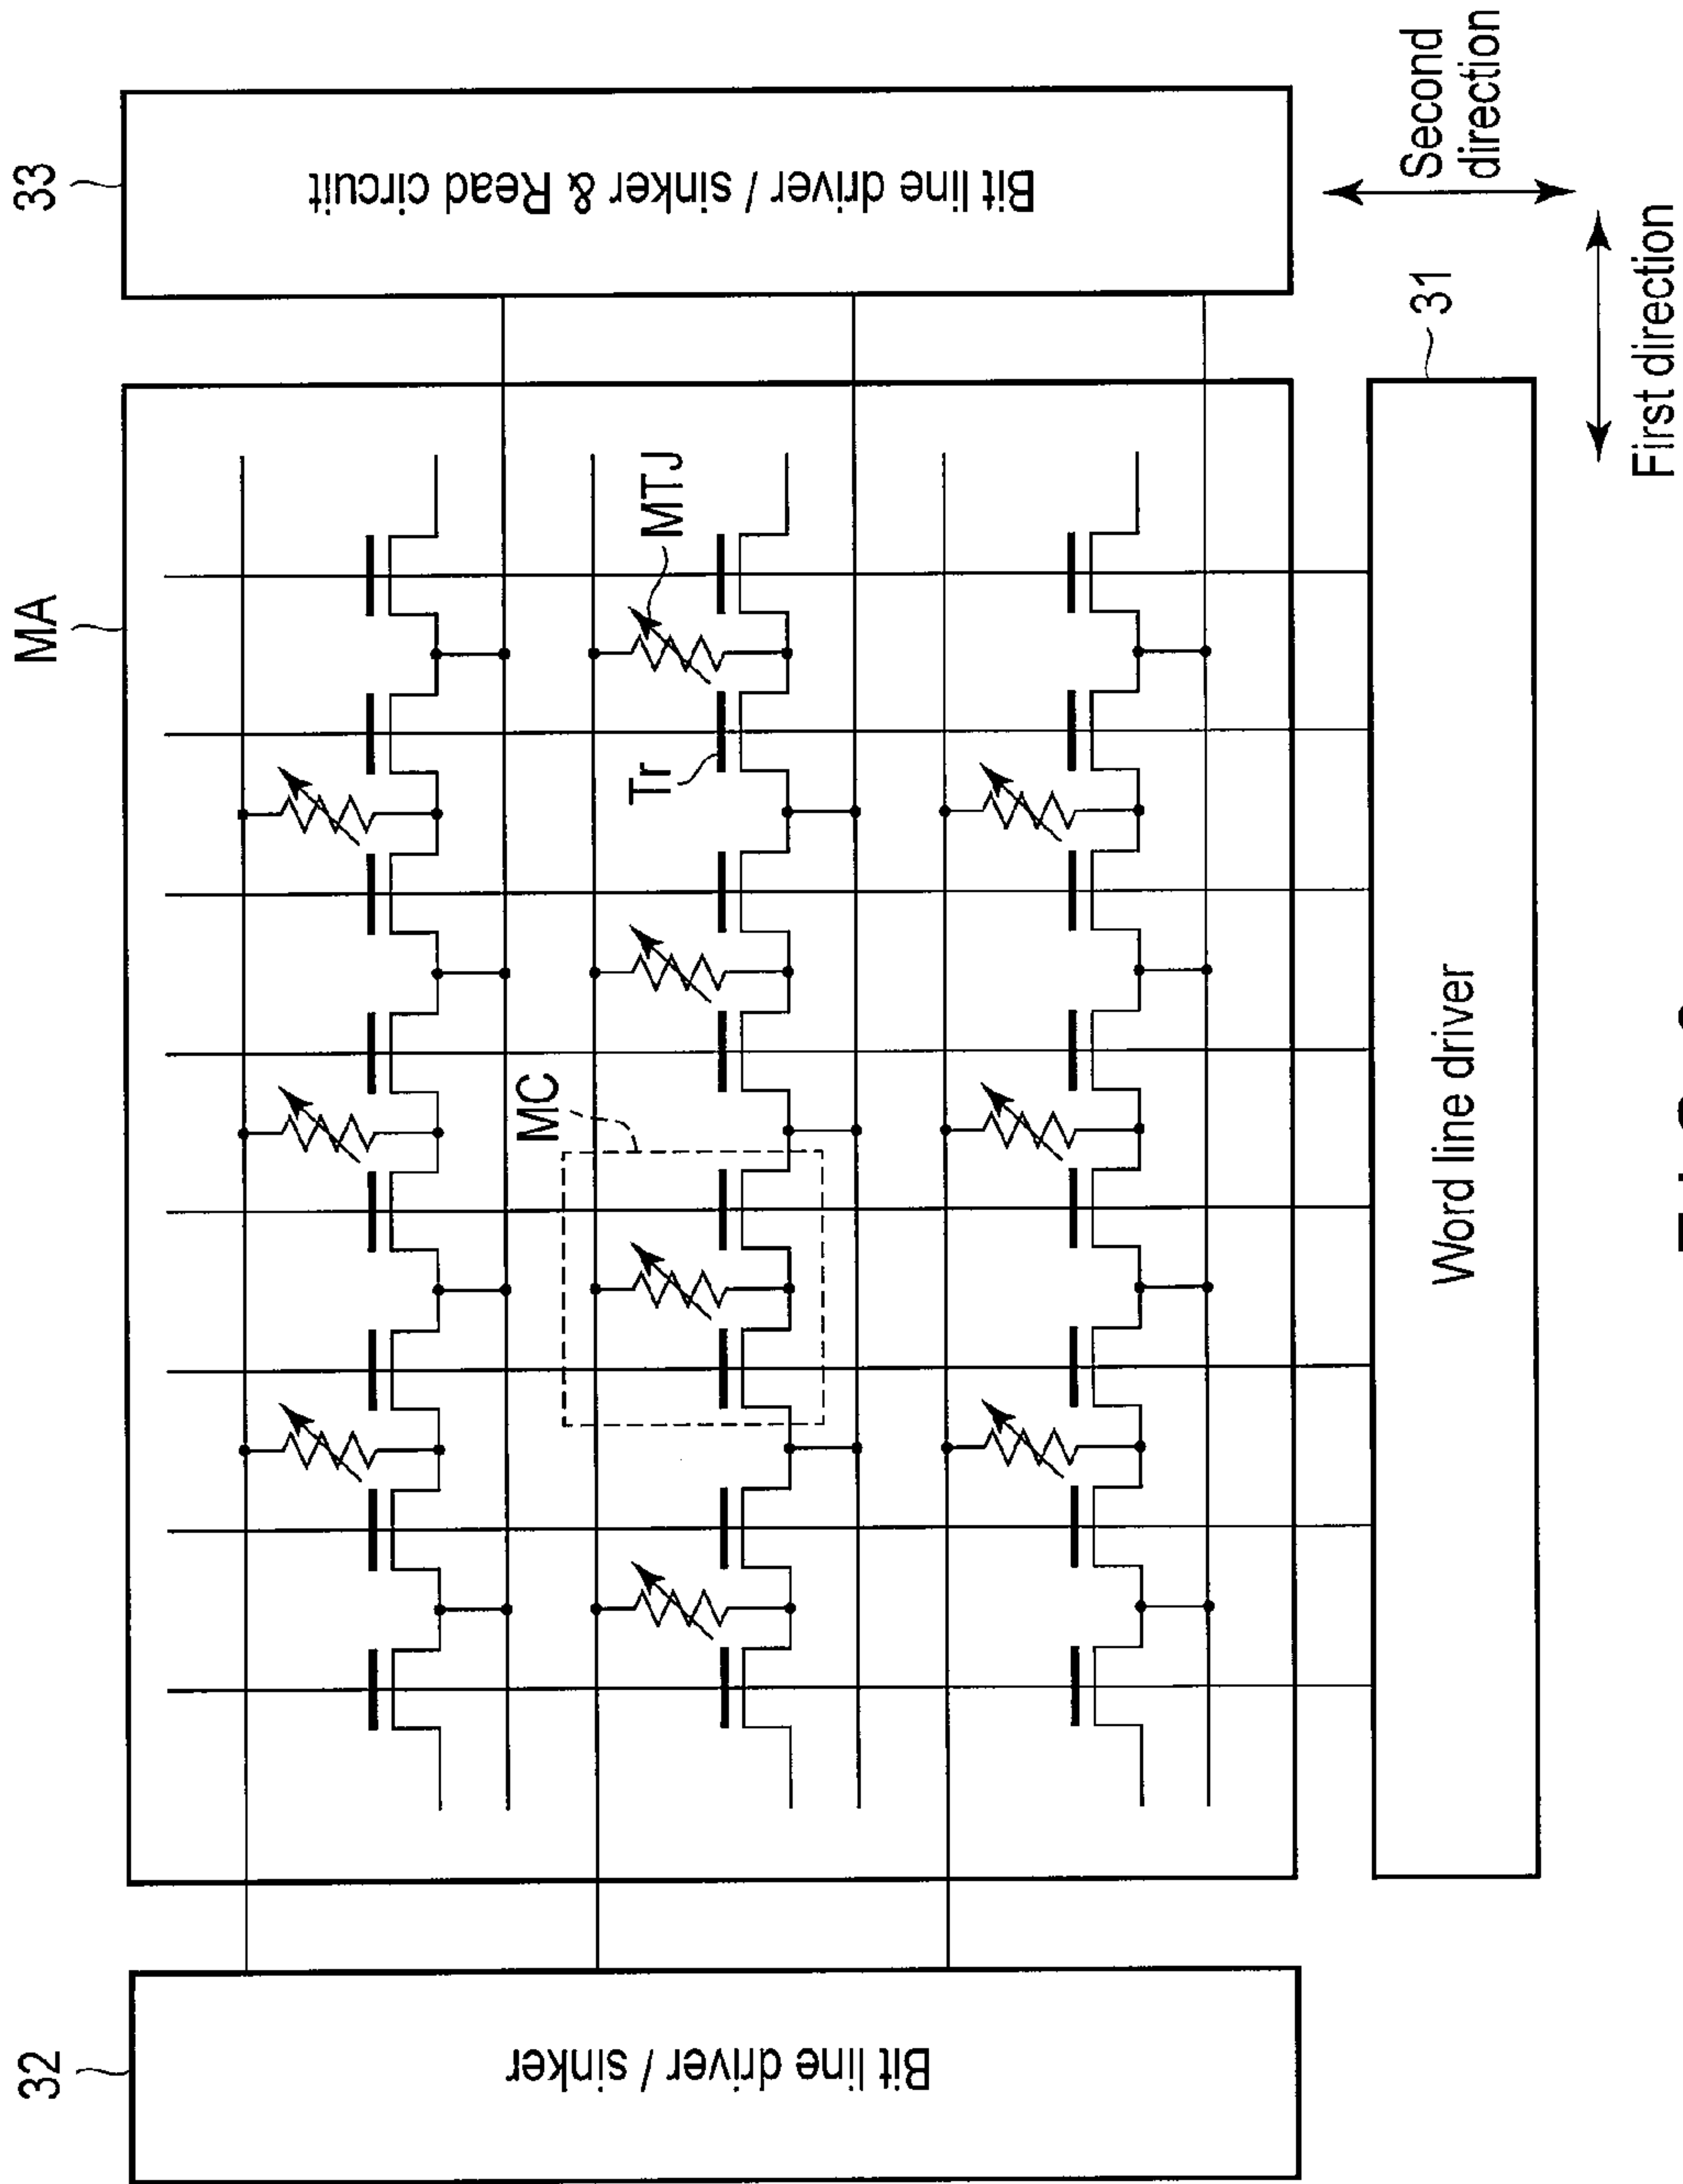 32
Bit line driver / sinker
MA
MC
Tr
MTJ
33
Bit line driver / sinker & Read circuit
31
Word line driver
Second
direction
First direction